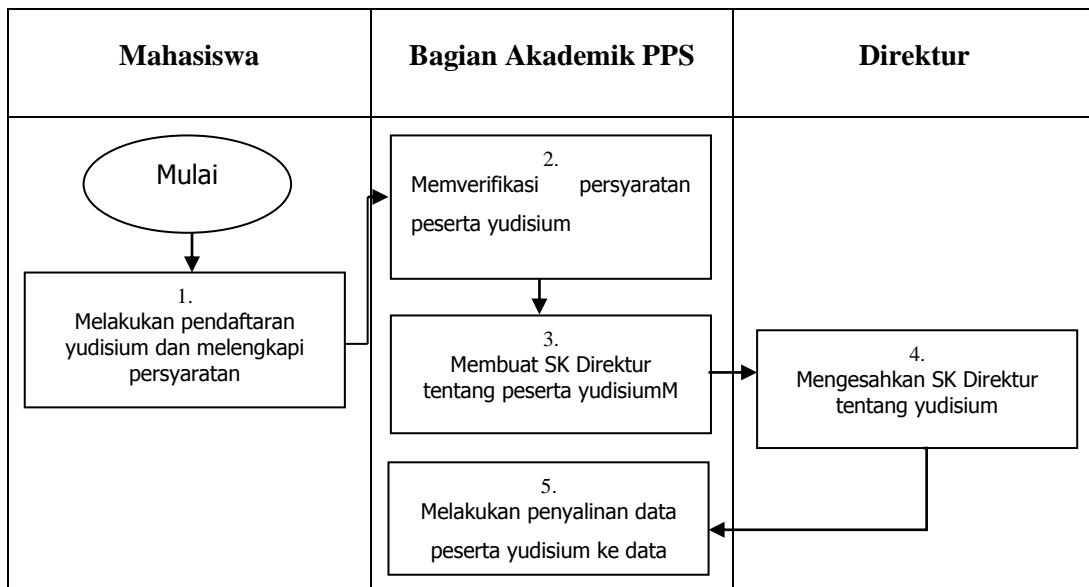 Mahasiswa
Bagian Akademik PPS
Direktur
Mulai
1.
Melakukan pendaftaran
yudisium dan melengkapi
persyaratan
2.
Memverifikasi persyaratan
peserta yudisium
3.
Membuat SK Direktur
tentang peserta yudisiumM
4.
Mengesahkan SK Direktur
tentang yudisium
5.
Melakukan penyalinan data
peserta yudisium ke data